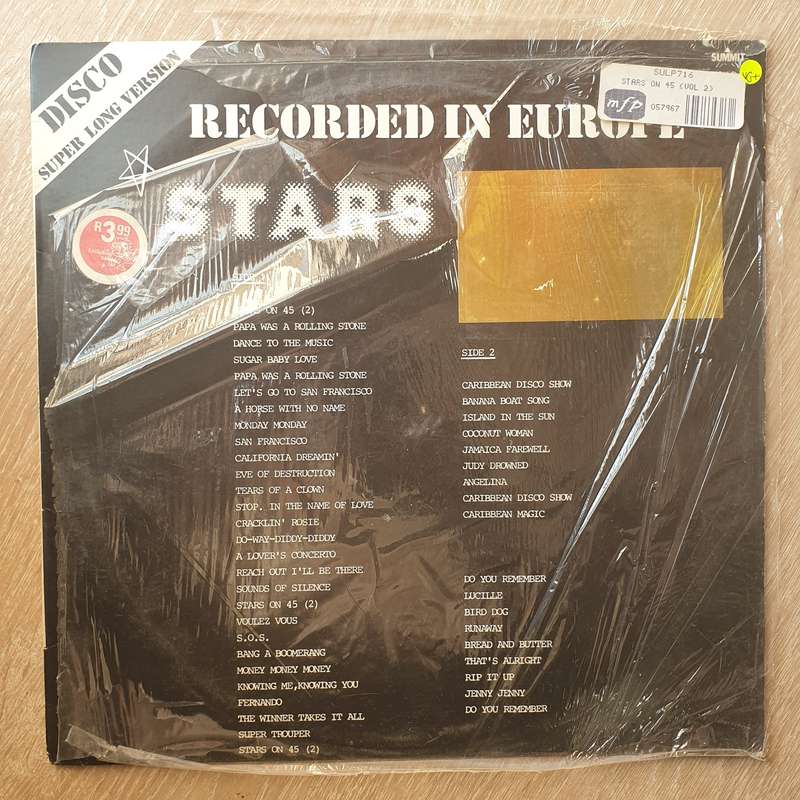 DISCO
SUPER LONG VERSION
SUMMIT
VG+
SULP716
STARS ON 45 (VOL 2)
mfp 057967
RECORDED IN EUROPE
STARS
R3.99
SIDE
ON 45 (2)
PAPA WAS A ROLLING STONE
DANCE TO THE MUSIC
SUGAR BABY LOVE
PAPA WAS A ROLLING STONE
LET'S GO TO SAN FRANCISCO
A HORSE WITH NO NAME
MONDAY MONDAY
SAN FRANCISCO
CALIFORNIA DREAMIN'
EVE OF DESTRUCTION
TEARS OF A CLOWN
STOP. IN THE NAME OF LOVE
CRACKLIN' ROSIE
DO-WAY-DIDDY-DIDDY
A LOVER'S CONCERTO
REACH OUT I'LL BE THERE
SOUNDS OF SILENCE
STARS ON 45 (2)
VOULEZ VOUS
S.O.S.
BANG A BOOMERANG
MONEY MONEY MONEY
KNOWING ME,KNOWING YOU
FERNANDO
THE WINNER TAKES IT ALL
SUPER TROUPER
STARS ON 45 (2)
SIDE 2
CARIBBEAN DISCO SHOW
BANANA BOAT SONG
ISLAND IN THE SUN
COCONUT WOMAN
JAMAICA FAREWELL
JUDY DROWNED
ANGELINA
CARIBBEAN DISCO SHOW
CARIBBEAN MAGIC
DO YOU REMEMBER
LUCILLE
BIRD DOG
RUNAWAY
BREAD AND BUTTER
THAT'S ALRIGHT
RIP IT UP
JENNY JENNY
DO YOU REMEMBER